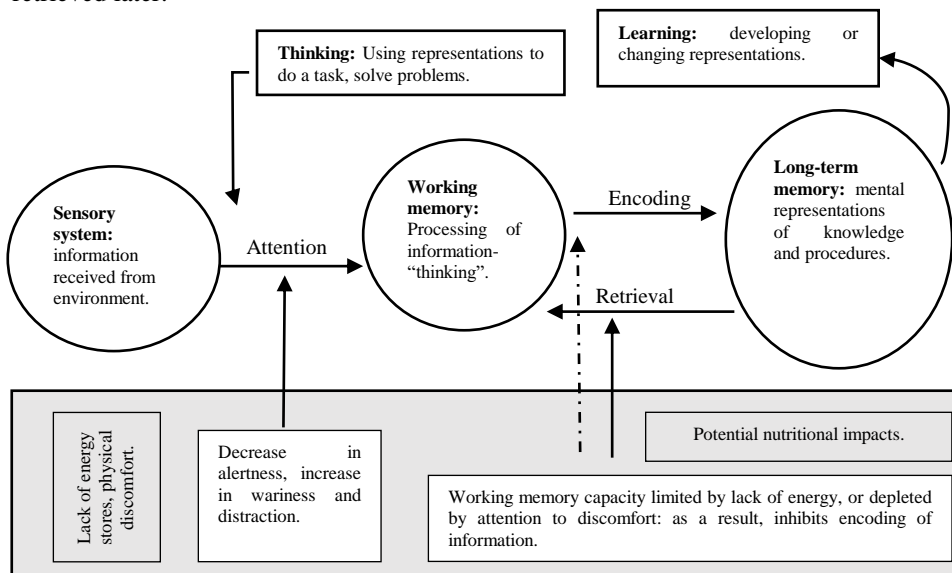 retrieved later.
Thinking: Using representations to
do a task, solve problems.
Learning: developing or
changing representations.
Sensory
system:
information
received from
environment.
Attention
Working
memory:
Processing of
information-
“thinking”.
Encoding
Retrieval
Long-term
memory: mental
representations
of knowledge
and procedures.
Lack of energy
stores, physical
discomfort.
Decrease in
alertness, increase
in wariness and
distraction.
Potential nutritional impacts.
Working memory capacity limited by lack of energy, or depleted
by attention to discomfort: as a result, inhibits encoding of
information.